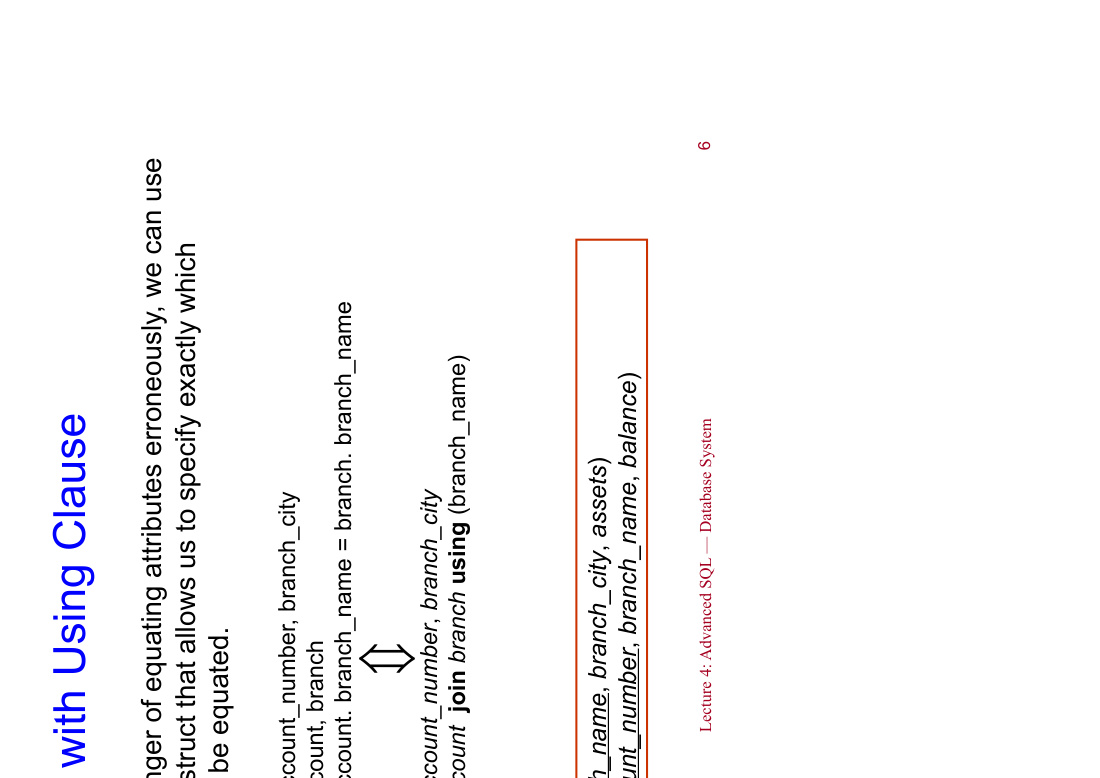 with Using Clause
nger of equating attributes erroneously, we can use
struct that allows us to specify exactly which
be equated.
ccount_number, branch_city
count, branch
ccount. branch_name = branch. branch_name
ccount_number, branch_city
count join branch using (branch_name)
h_name, branch_city, assets)
unt_number, branch_name, balance)
Lecture 4: Advanced SQL — Database System
6